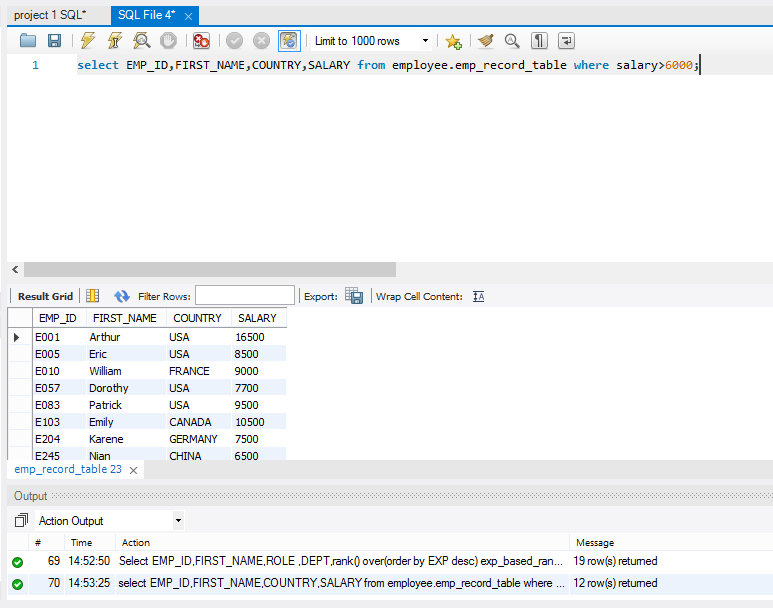 project 1 SQL* SQL File 4*
Limit to 1000 rows
1 select EMP_ID,FIRST_NAME,COUNTRY,SALARY from employee.emp_record_table where salary>6000;
Result Grid Filter Rows: Export: Wrap Cell Content:
EMP_ID FIRST_NAME COUNTRY SALARY
E001 Arthur USA 16500
E005 Eric USA 8500
E010 William FRANCE 9000
E057 Dorothy USA 7700
E083 Patrick USA 9500
E103 Emily CANADA 10500
E204 Karene GERMANY 7500
E245 Nian CHINA 6500
emp_record_table 23
Output
Action Output
# Time Action Message
69 14:52:50 Select EMP_ID,FIRST_NAME,ROLE ,DEPT,rank() over(order by EXP desc) exp_based_ran... 19 row(s) returned
70 14:53:25 select EMP_ID,FIRST_NAME,COUNTRY,SALARY from employee.emp_record_table where ... 12 row(s) returned